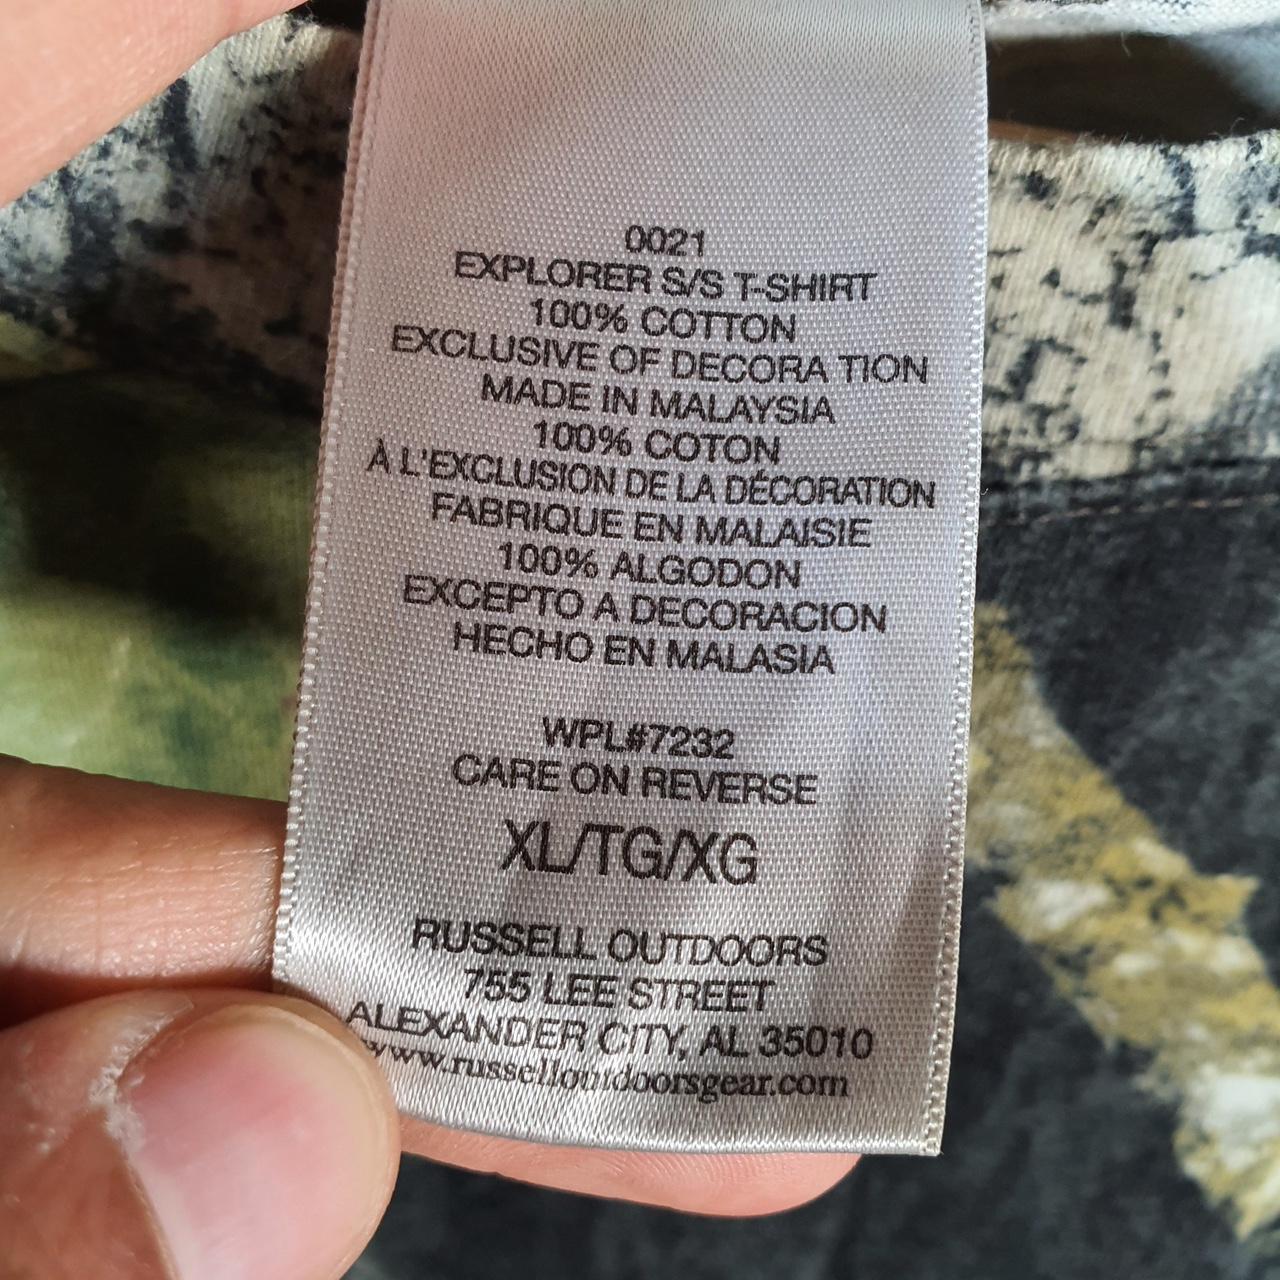 0021
EXPLORER S/S T-SHIRT
100% COTTON
EXCLUSIVE OF DECORATION
MADE IN MALAYSIA
100% COTON
À L'EXCLUSION DE LA DÉCORATION
FABRIQUE EN MALAISIE
100% ALGODON
EXCEPTO A DECORACION
HECHO EN MALASIA
WPL#7232
CARE ON REVERSE
XL/TG/XG
RUSSELL OUTDOORS
755 LEE STREET
ALEXANDER CITY, AL 35010
www.russelloutdoorsgear.com